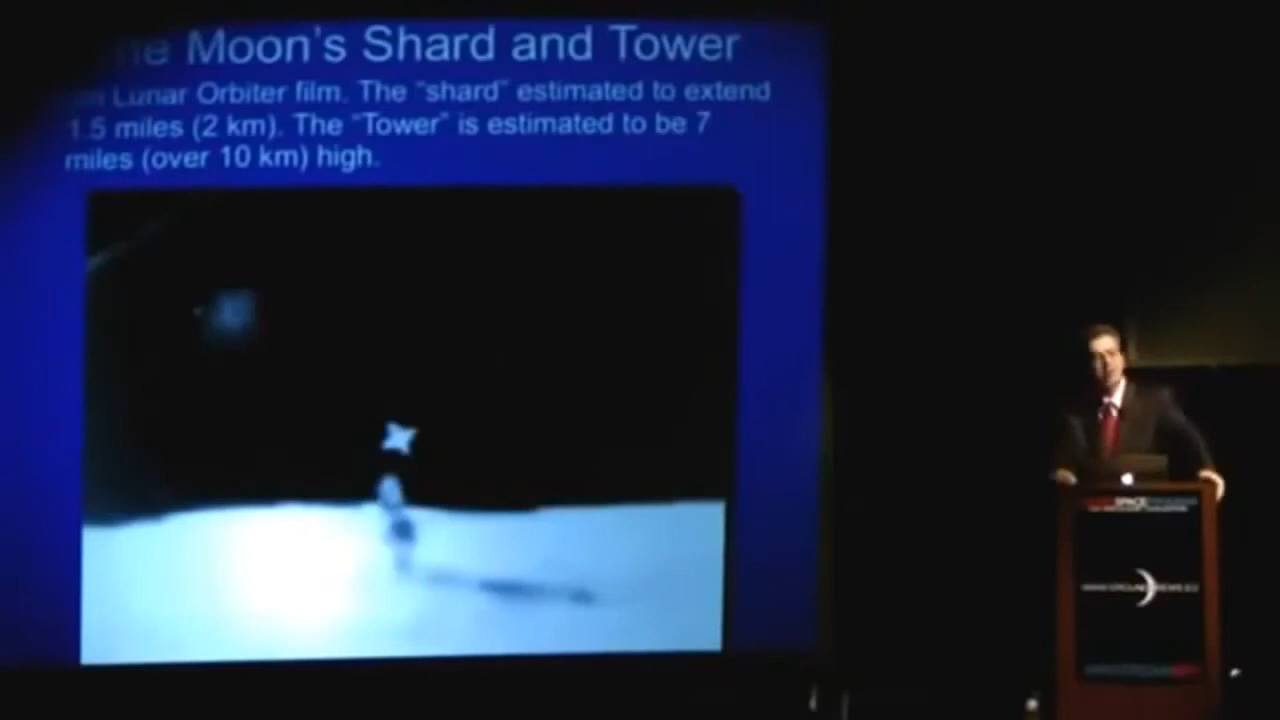 Moon's Shard and Tower
Lunar Orbiter film. The "shard" estimated to extend
1.5 miles (2 km). The "Tower" is estimated to be 7
miles (over 10 km) high.
SPACE